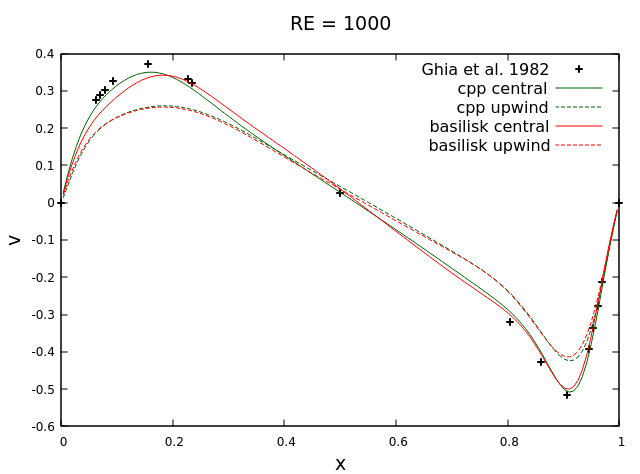 RE = 1000
Ghia et al. 1982
cpp central
cpp upwind
basilisk central
basilisk upwind
0.4
0.3
0.2
0.1
0
-0.1
-0.2
-0.3
-0.4
-0.5
-0.6
v
0 0.2 0.4 0.6 0.8 1
x